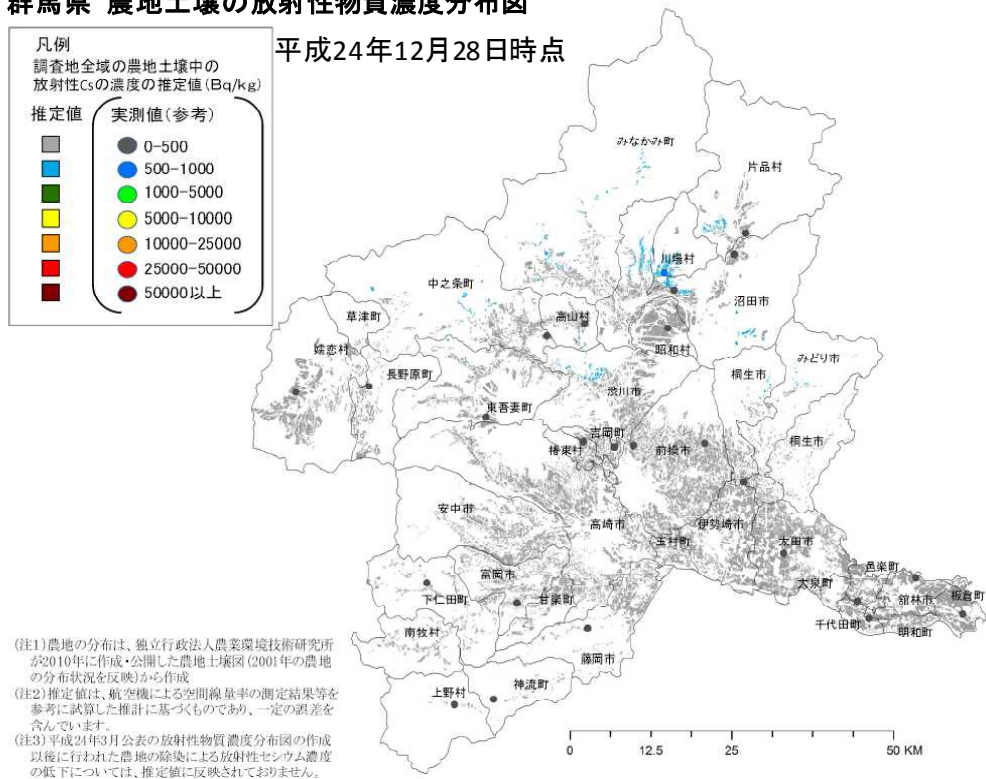 群馬県 農地土壌の放射性物質濃度分布図
平成24年12月28日時点
凡例
調査地全域の農地土壌中の
放射性Csの濃度の推定値(Bq/kg)
推定値 実測値(参考)
0-500
500-1000
1000-5000
5000-10000
10000-25000
25000-50000
50000以上
みなかみ町
片品村
川場村
中之条町
沼田市
草津町
高山村
昭和村
嬬恋村
みどり市
長野原町
桐生市
渋川市
東吾妻町
吉岡町
榛東村
前橋市
桐生市
安中市
高崎市
伊勢崎市
玉村町
太田市
邑楽町
富岡市
大泉町
板倉町
下仁田町
甘楽町
舘林市
千代田町
明和町
南牧村
藤岡市
神流町
上野村
(注1)農地の分布は、独立行政法人農業環境技術研究所
が2010年に作成・公開した農地土壌図(2001年の農地
の分布状況を反映)から作成
(注2)推定値は、航空機による空間線量率の測定結果等を
参考に試算した推計に基づくものであり、一定の誤差を
含んでいます。
(注3)平成24年3月公表の放射性物質濃度分布図の作成
以後に行われた農地の除染による放射性セシウム濃度
の低下については、推定値に反映されておりません。
0 12.5 25 50 KM